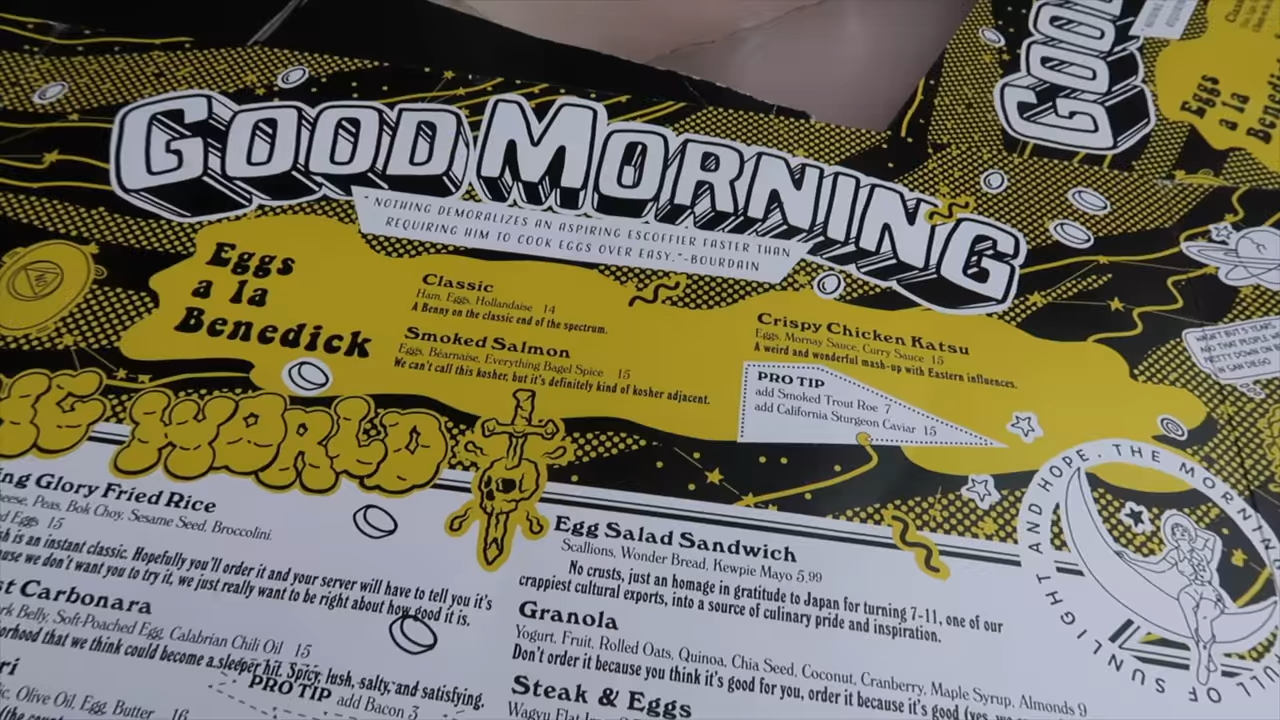 GOOD MORNING
"NOTHING DEMORALIZES AN ASPIRING ESCOFFIER FASTER THAN
REQUIRING HIM TO COOK EGGS OVER EASY."-BOURDAIN
Eggs
a la
Benedick
Classic
Ham, Eggs, Hollandaise 14
A Benny on the classic end of the spectrum.
Smoked Salmon
Eggs, Béarnaise, Everything Bagel Spice 15
We can't call this kosher, but it's definitely kind of kosher adjacent.
Crispy Chicken Katsu
Eggs, Mornay Sauce, Curry Sauce 15
A weird and wonderful mash-up with Eastern influences.
PRO TIP
add Smoked Trout Roe 7
add California Sturgeon Caviar 15
GOOD
Eggs
a la
WORLD
Glory Fried Rice
Peas, Bok Choy, Sesame Seed, Broccolini.
Eggs 15
is an instant classic. Hopefully you'll order it and your server will have to tell you it's
we don't want you to try it, we just really want to be right about how good it is.
Carbonara
Belly, Soft-Poached Egg, Calabrian Chili Oil 15
that we think could become a sleeper hit. Spicy, lush, salty, and satisfying.
PRO TIP add Bacon 3
Olive Oil, Egg, Butter 16
Egg Salad Sandwich
Scallions, Wonder Bread, Kewpie Mayo 5.99
No crusts, just an homage in gratitude to Japan for turning 7-11, one of our
crappiest cultural exports, into a source of culinary pride and inspiration.
Granola
Yogurt, Fruit, Rolled Oats, Quinoa, Chia Seed, Coconut, Cranberry, Maple Syrup, Almonds 9
Don't order it because you think it's good for you, order it because it's good
Steak & Eggs
Wagyu Flat
FULL OF SUNLIGHT AND HOPE. THE MORNING